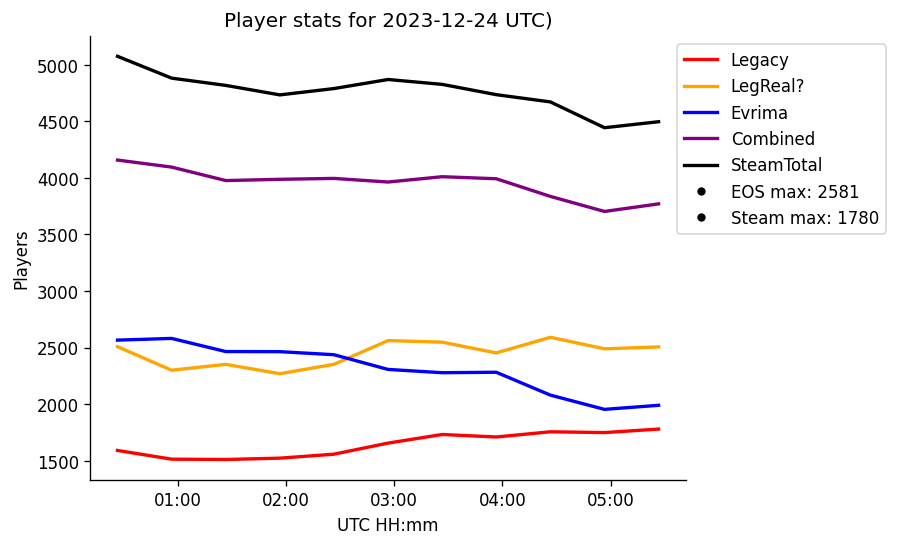 Player stats for 2023-12-24 UTC)
Legacy
LegReal?
Evrima
Combined
SteamTotal
EOS max: 2581
Steam max: 1780
Players
5000
4500
4000
3500
3000
2500
2000
1500
01:00 02:00 03:00 04:00 05:00
UTC HH:mm